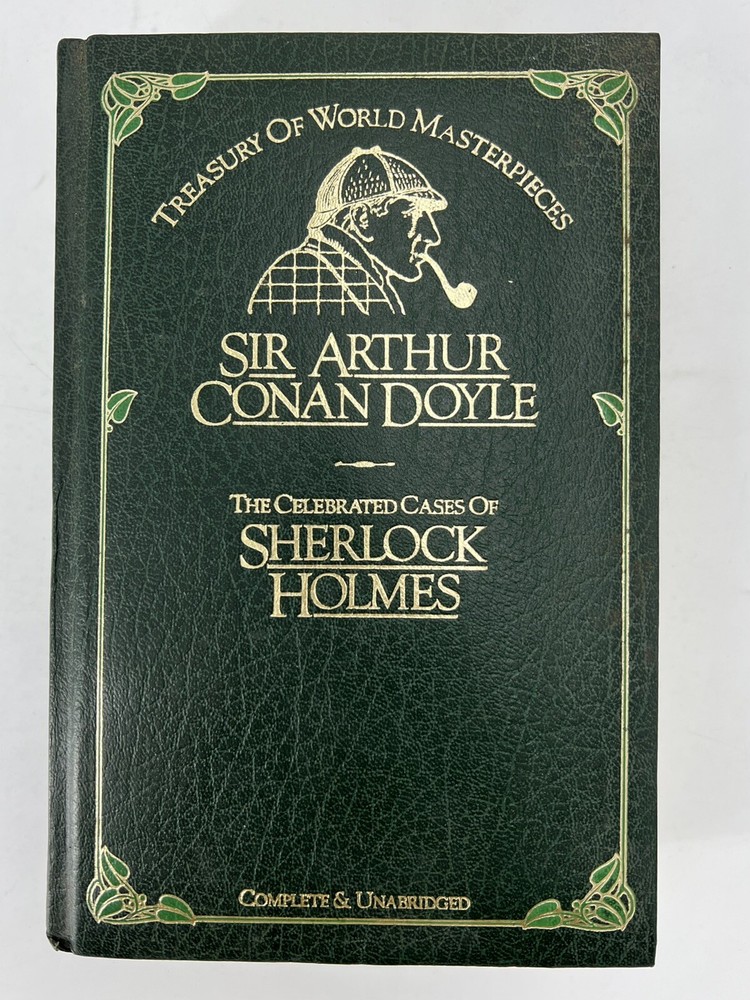 TREASURY OF WORLD MASTERPIECES
SIR ARTHUR
CONAN DOYLE
THE CELEBRATED CASES OF
SHERLOCK
HOLMES
COMPLETE & UNABRIDGED